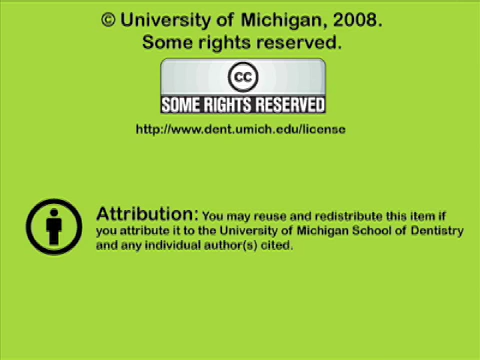 © University of Michigan, 2008.
Some rights reserved.
cc
SOME RIGHTS RESERVED
http://www.dent.umich.edu/license
Attribution: You may reuse and redistribute this item if
you attribute it to the University of Michigan School of Dentistry
and any individual author(s) cited.